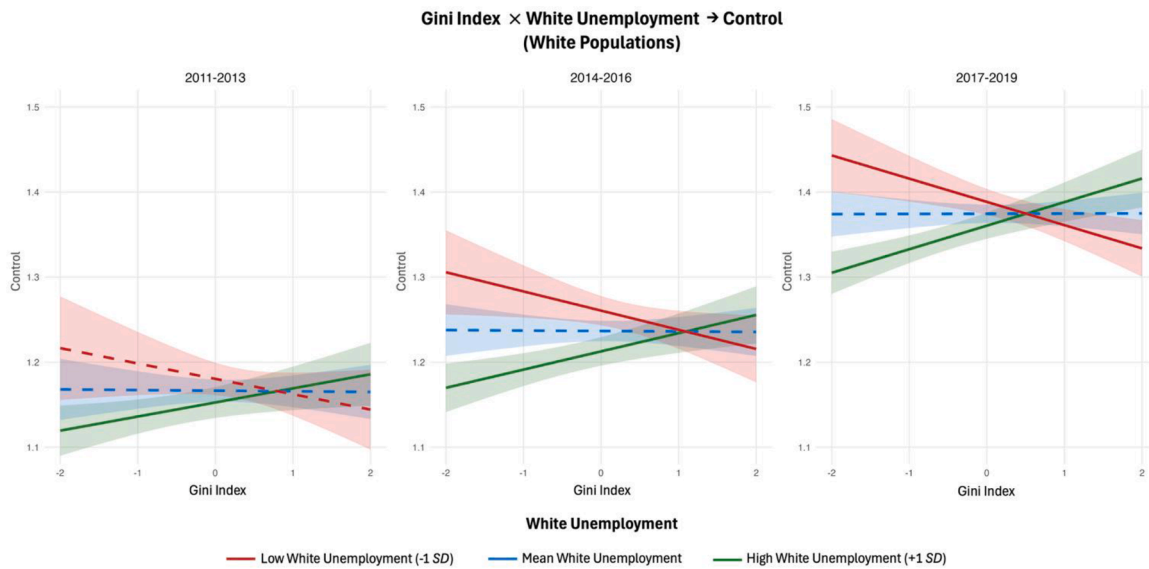 Gini Index × White Unemployment → Control
(White Populations)
2011-2013
2014-2016
2017-2019
1.5
1.4
1.3
1.2
1.1
Control
-2 -1 0 1 2
Gini Index
1.5
1.4
1.3
1.2
1.1
Control
-2 -1 0 1 2
Gini Index
1.5
1.4
1.3
1.2
1.1
Control
-2 -1 0 1 2
Gini Index
White Unemployment
Low White Unemployment (-1 SD) Mean White Unemployment High White Unemployment (+1 SD)